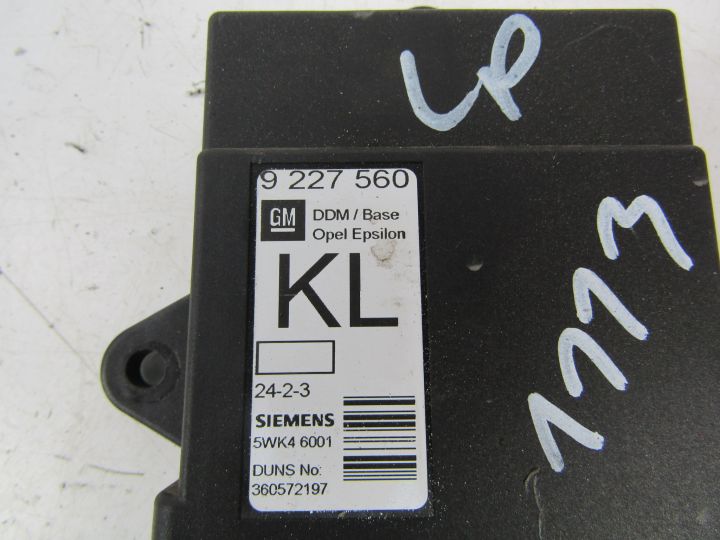 LP
9 227 560
GM DDM / Base
Opel Epsilon
KL
24-2-3
SIEMENS
5WK4 6001
DUNS No:
360572197
1113